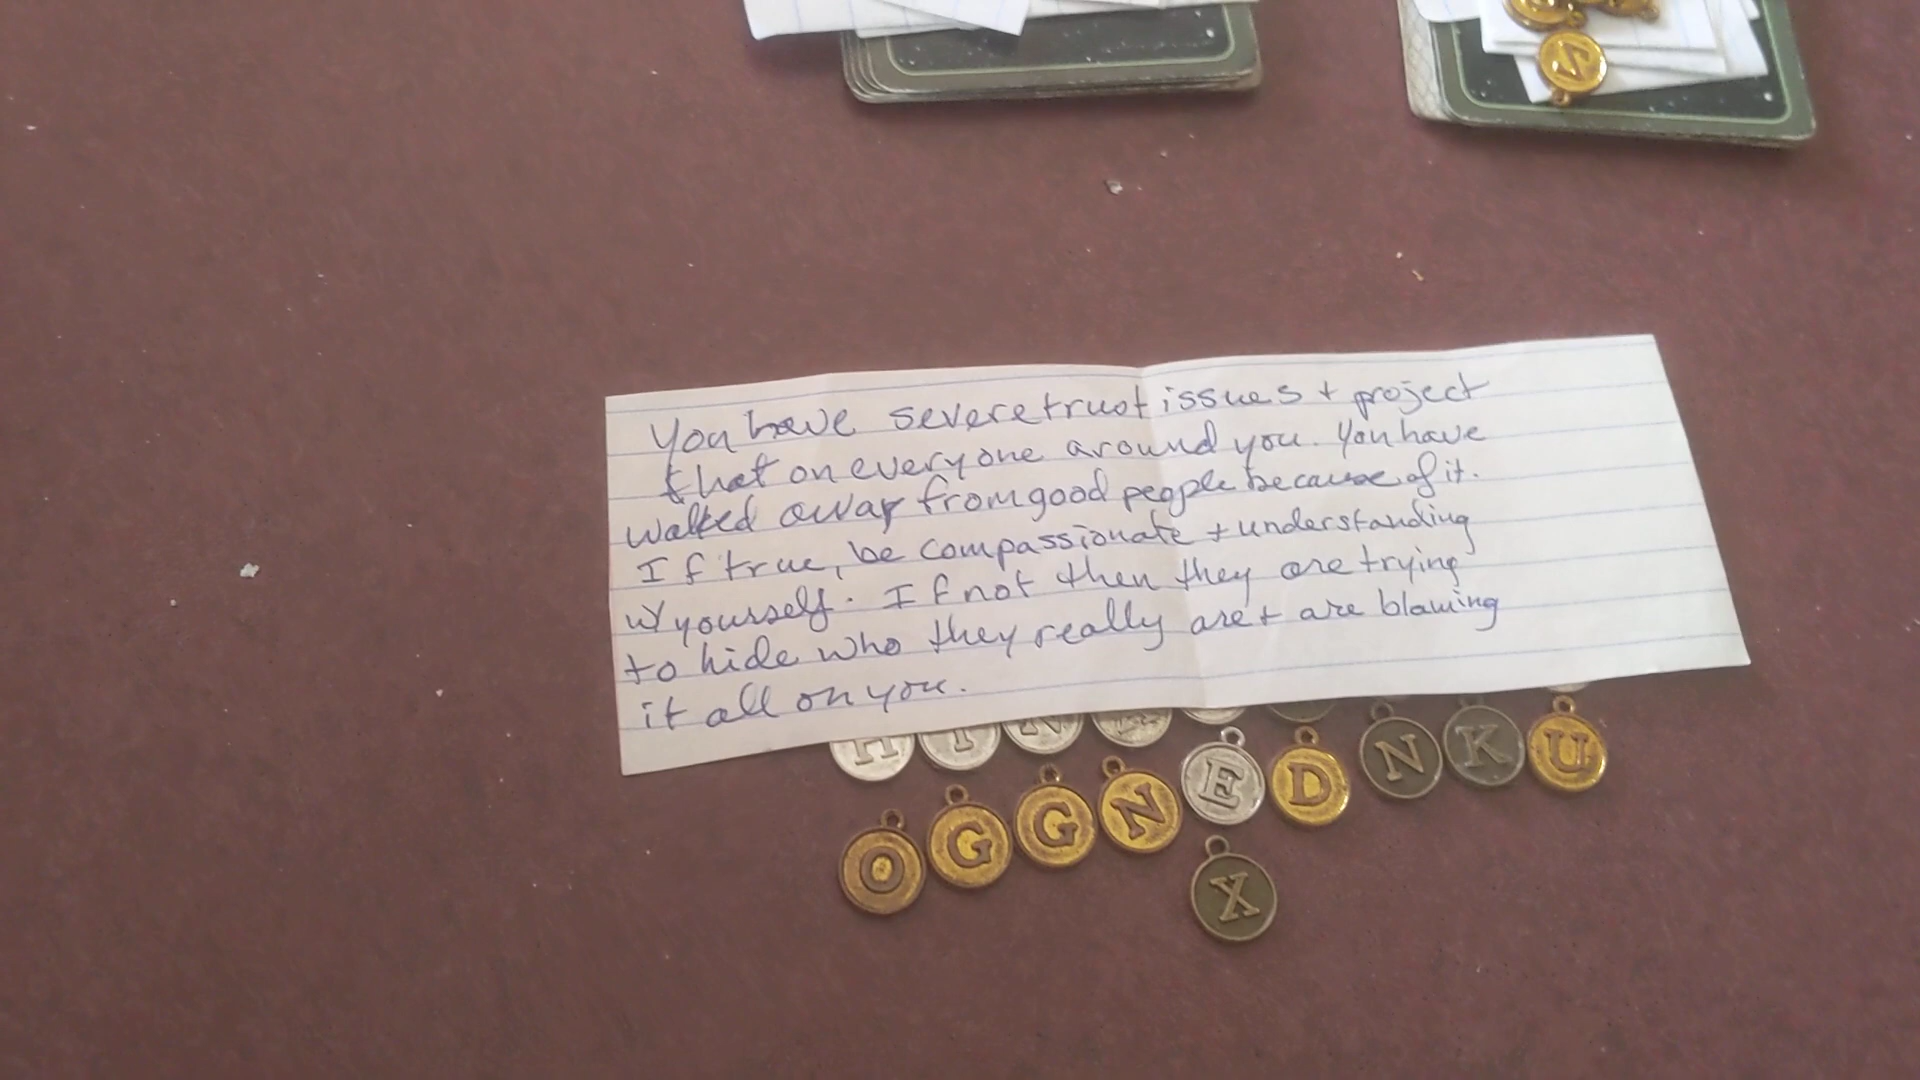 You have severe trust issues + project
that on everyone around you. You have
walked away from good people because of it.
If true, be compassionate + understanding
w/ yourself. If not then they are trying
to hide who they really are + are blaming
it all on you.
H I N
E D N K U
O G G N
X